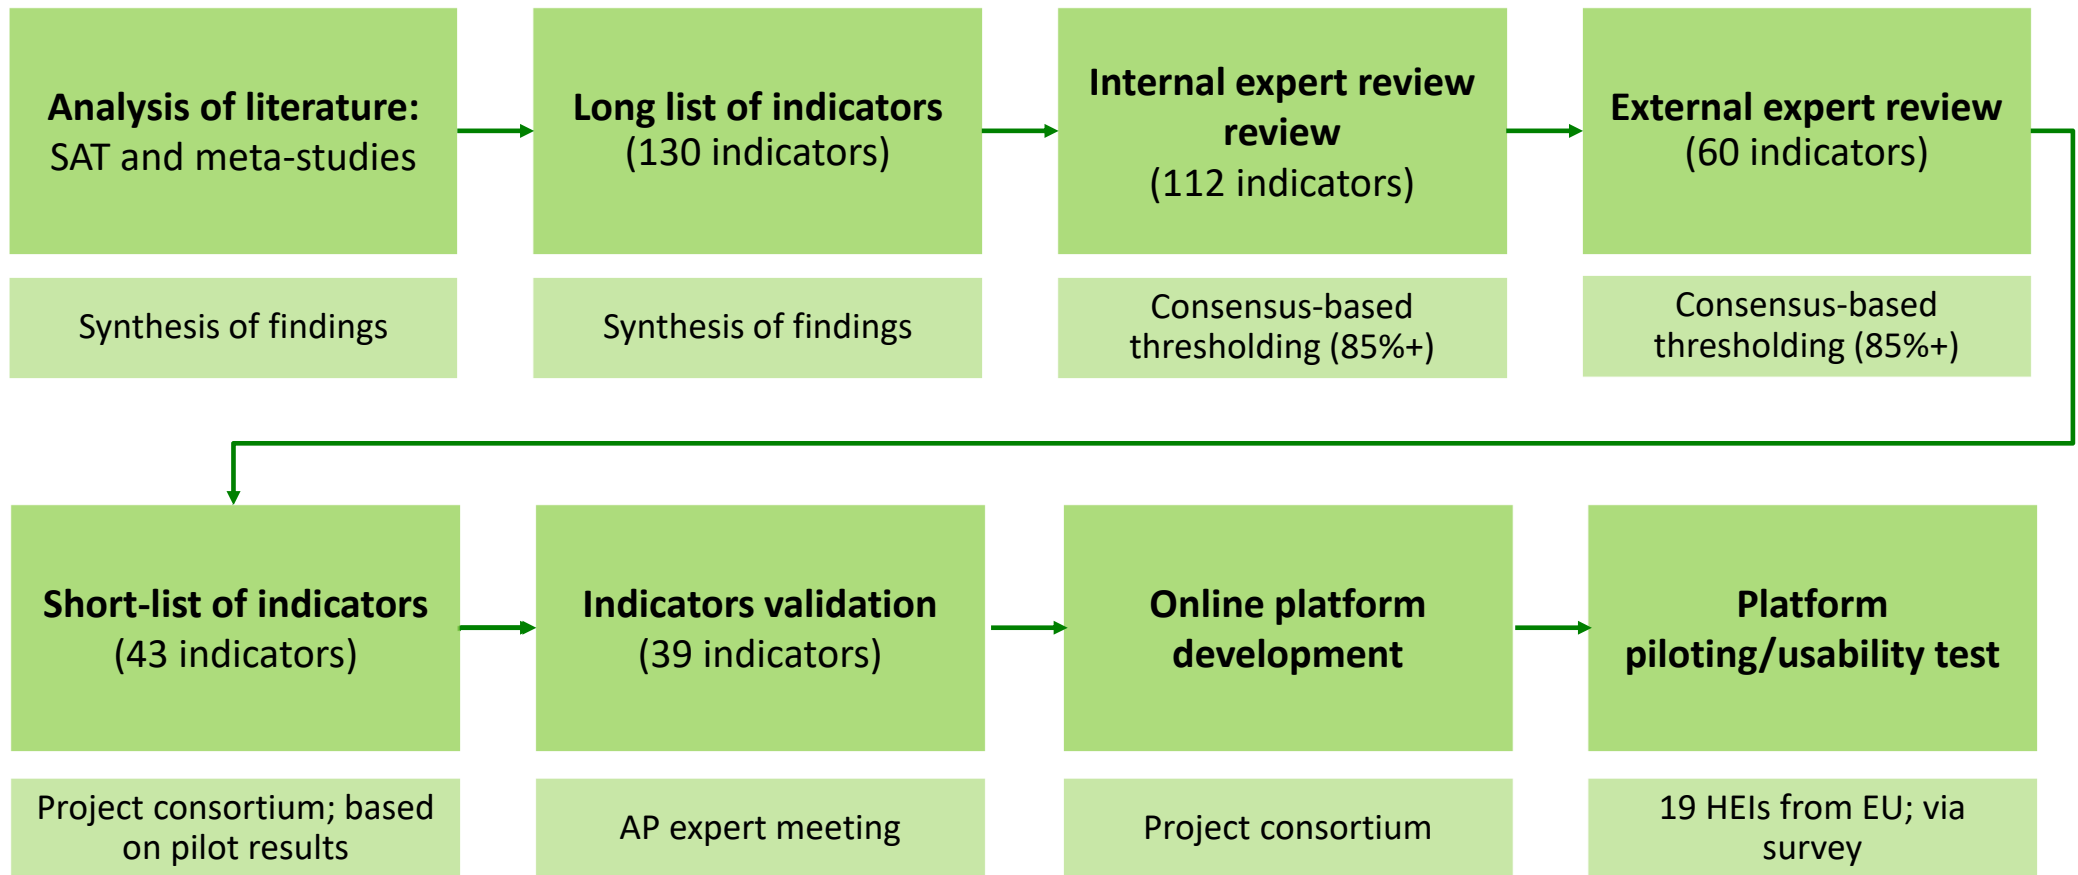 Analysis of literature:
SAT and meta-studies
Synthesis of findings
Long list of indicators
(130 indicators)
Synthesis of findings
Internal expert review
review
(112 indicators)
Consensus-based
thresholding (85%+)
External expert review
(60 indicators)
Consensus-based
thresholding (85%+)
Short-list of indicators
(43 indicators)
Project consortium; based
on pilot results
Indicators validation
(39 indicators)
AP expert meeting
Online platform
development
Project consortium
Platform
piloting/usability test
19 HEIs from EU; via
survey